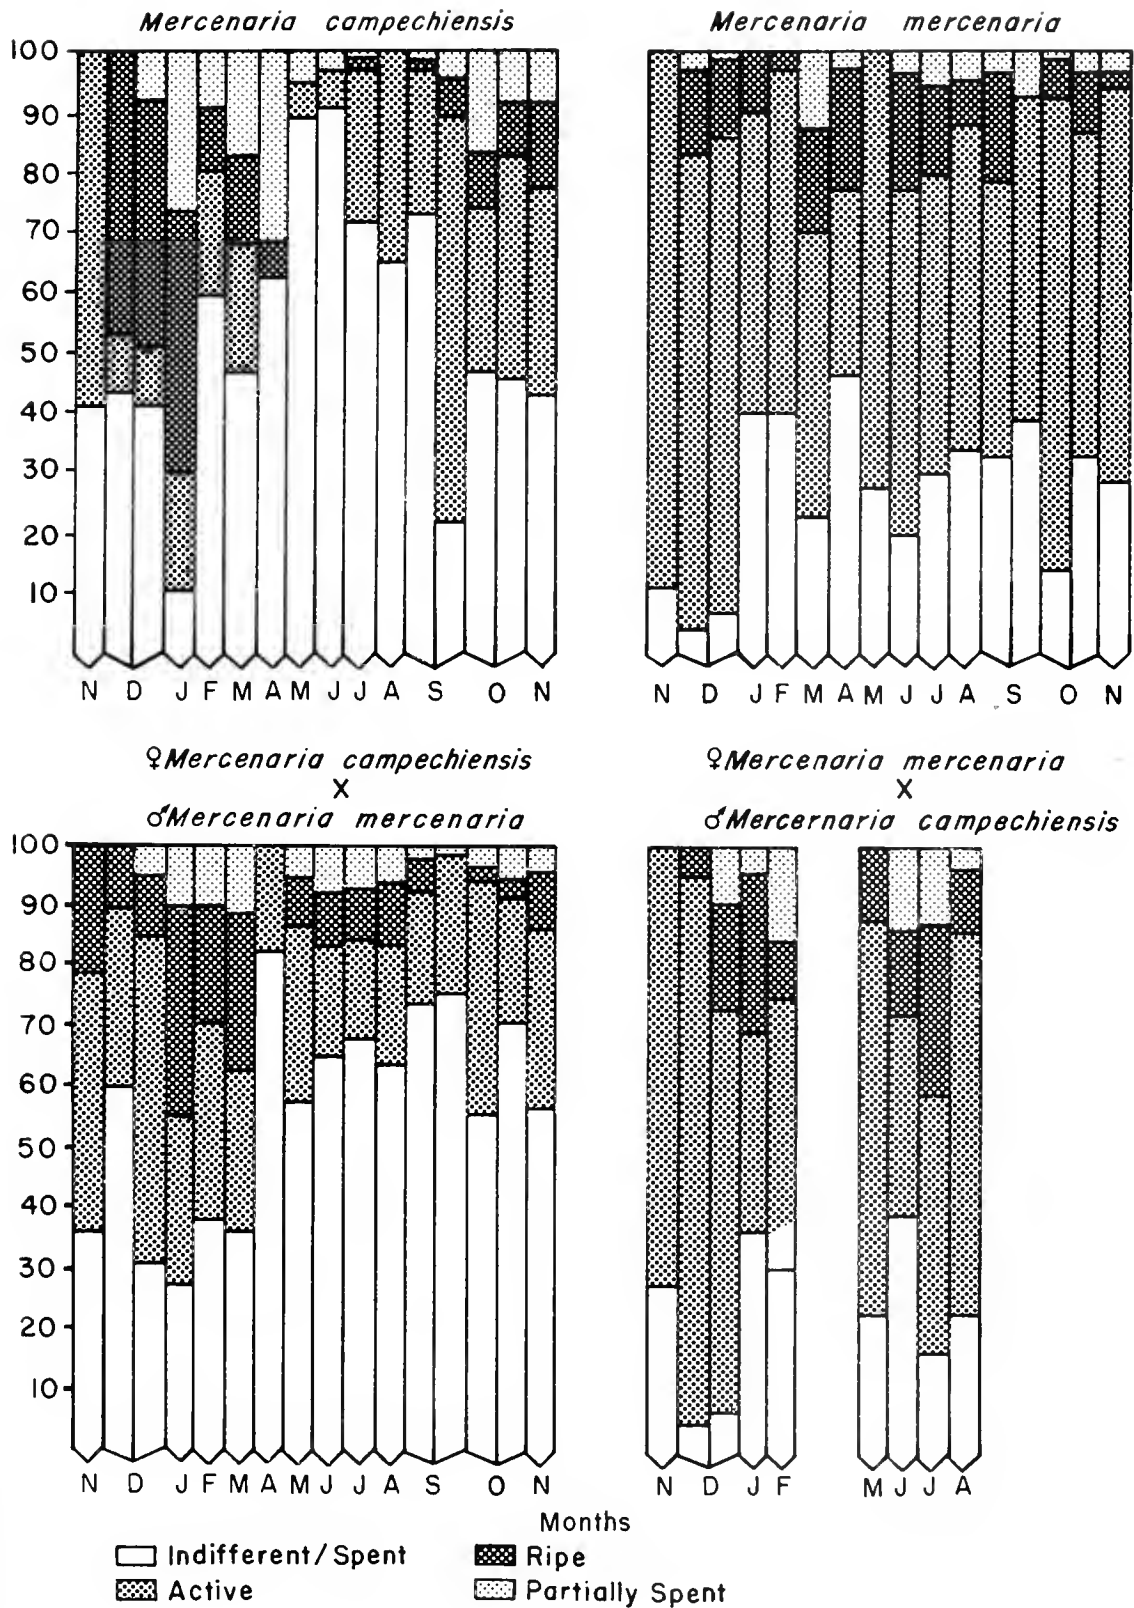 Mercenaria campechiensis
Mercenaria mercenaria
100
90
80
70
60
50
40
30
20
10
N D J F M A M J J A S O N
N D J F M A M J J A S O N
♀Mercenaria campechiensis
X
♂Mercenaria mercenaria
♀Mercenaria mercenaria
X
♂Mercernaria campechiensis
100
90
80
70
60
50
40
30
20
10
N D J F M A M J J A S O N
N D J F M J J A
Months
Indifferent/Spent
Ripe
Active
Partially Spent